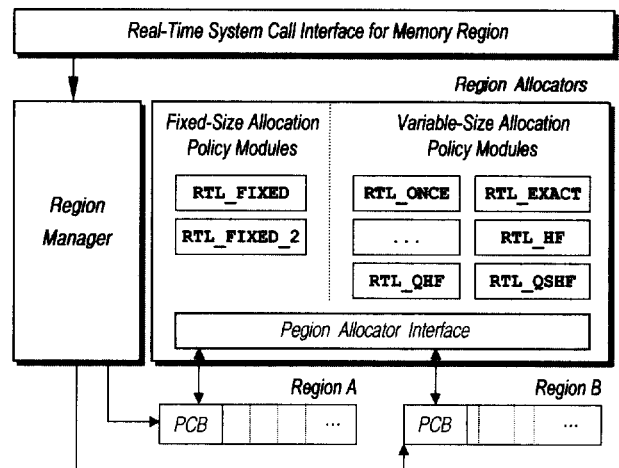 Real-Time System Call Interface for Memory Region
Region Allocators
Region
Manager
Fixed-Size Allocation
Policy Modules
RTL_FIXED
RTL_FIXED_2
Variable-Size Allocation
Policy Modules
RTL_ONCE
RTL_EXACT
...
RTL_HF
RTL_QHF
RTL_QSHF
Pegion Allocator Interface
Region A
PCB
...
Region B
PCB
...